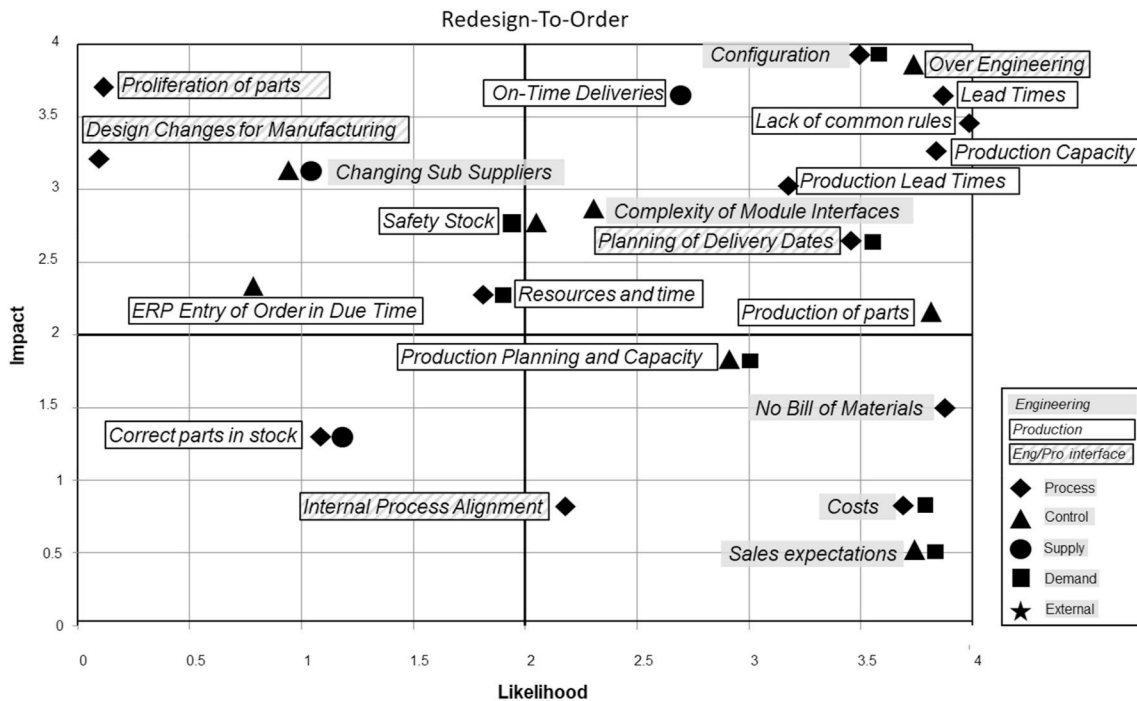 Redesign-To-Order
4
3.5
3
2.5
2
1.5
1
0.5
0
Impact
Configuration
Over Engineering
Proliferation of parts
On-Time Deliveries
Lead Times
Lack of common rules
Design Changes for Manufacturing
Production Capacity
Changing Sub Suppliers
Production Lead Times
Safety Stock
Complexity of Module Interfaces
Planning of Delivery Dates
ERP Entry of Order in Due Time
Resources and time
Production of parts
Production Planning and Capacity
No Bill of Materials
Correct parts in stock
Internal Process Alignment
Costs
Sales expectations
0
0.5
1
1.5
2
2.5
3
3.5
4
Likelihood
Engineering
Production
Eng/Pro interface
Process
Control
Supply
Demand
External